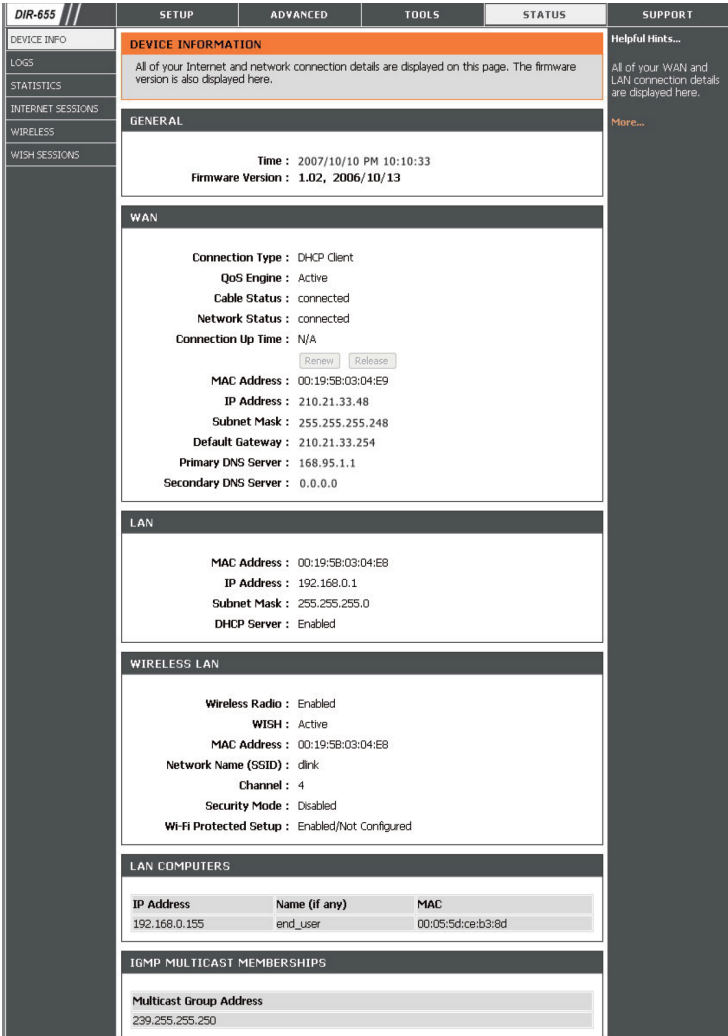 DIR-655
SETUP
ADVANCED
TOOLS
STATUS
SUPPORT
DEVICE INFO
LOGS
STATISTICS
INTERNET SESSIONS
WIRELESS
WISH SESSIONS
DEVICE INFORMATION
All of your Internet and network connection details are displayed on this page. The firmware
version is also displayed here.
GENERAL
Time : 2007/10/10 PM 10:10:33
Firmware Version : 1.02, 2006/10/13
WAN
Connection Type : DHCP Client
QoS Engine : Active
Cable Status : connected
Network Status : connected
Connection Up Time : N/A
Renew Release
MAC Address : 00:19:5B:03:04:E9
IP Address : 210.21.33.48
Subnet Mask : 255.255.255.248
Default Gateway : 210.21.33.254
Primary DNS Server : 168.95.1.1
Secondary DNS Server : 0.0.0.0
LAN
MAC Address : 00:19:5B:03:04:E8
IP Address : 192.168.0.1
Subnet Mask : 255.255.255.0
DHCP Server : Enabled
WIRELESS LAN
Wireless Radio : Enabled
WISH : Active
MAC Address : 00:19:5B:03:04:E8
Network Name (SSID) : dlink
Channel : 4
Security Mode : Disabled
Wi-Fi Protected Setup : Enabled/Not Configured
LAN COMPUTERS
IP Address Name (if any) MAC
192.168.0.155 end_user 00:05:5d:ce:b3:8d
IGMP MULTICAST MEMBERSHIPS
Multicast Group Address
239.255.255.250
Helpful Hints...
All of your WAN and
LAN connection details
are displayed here.
More...